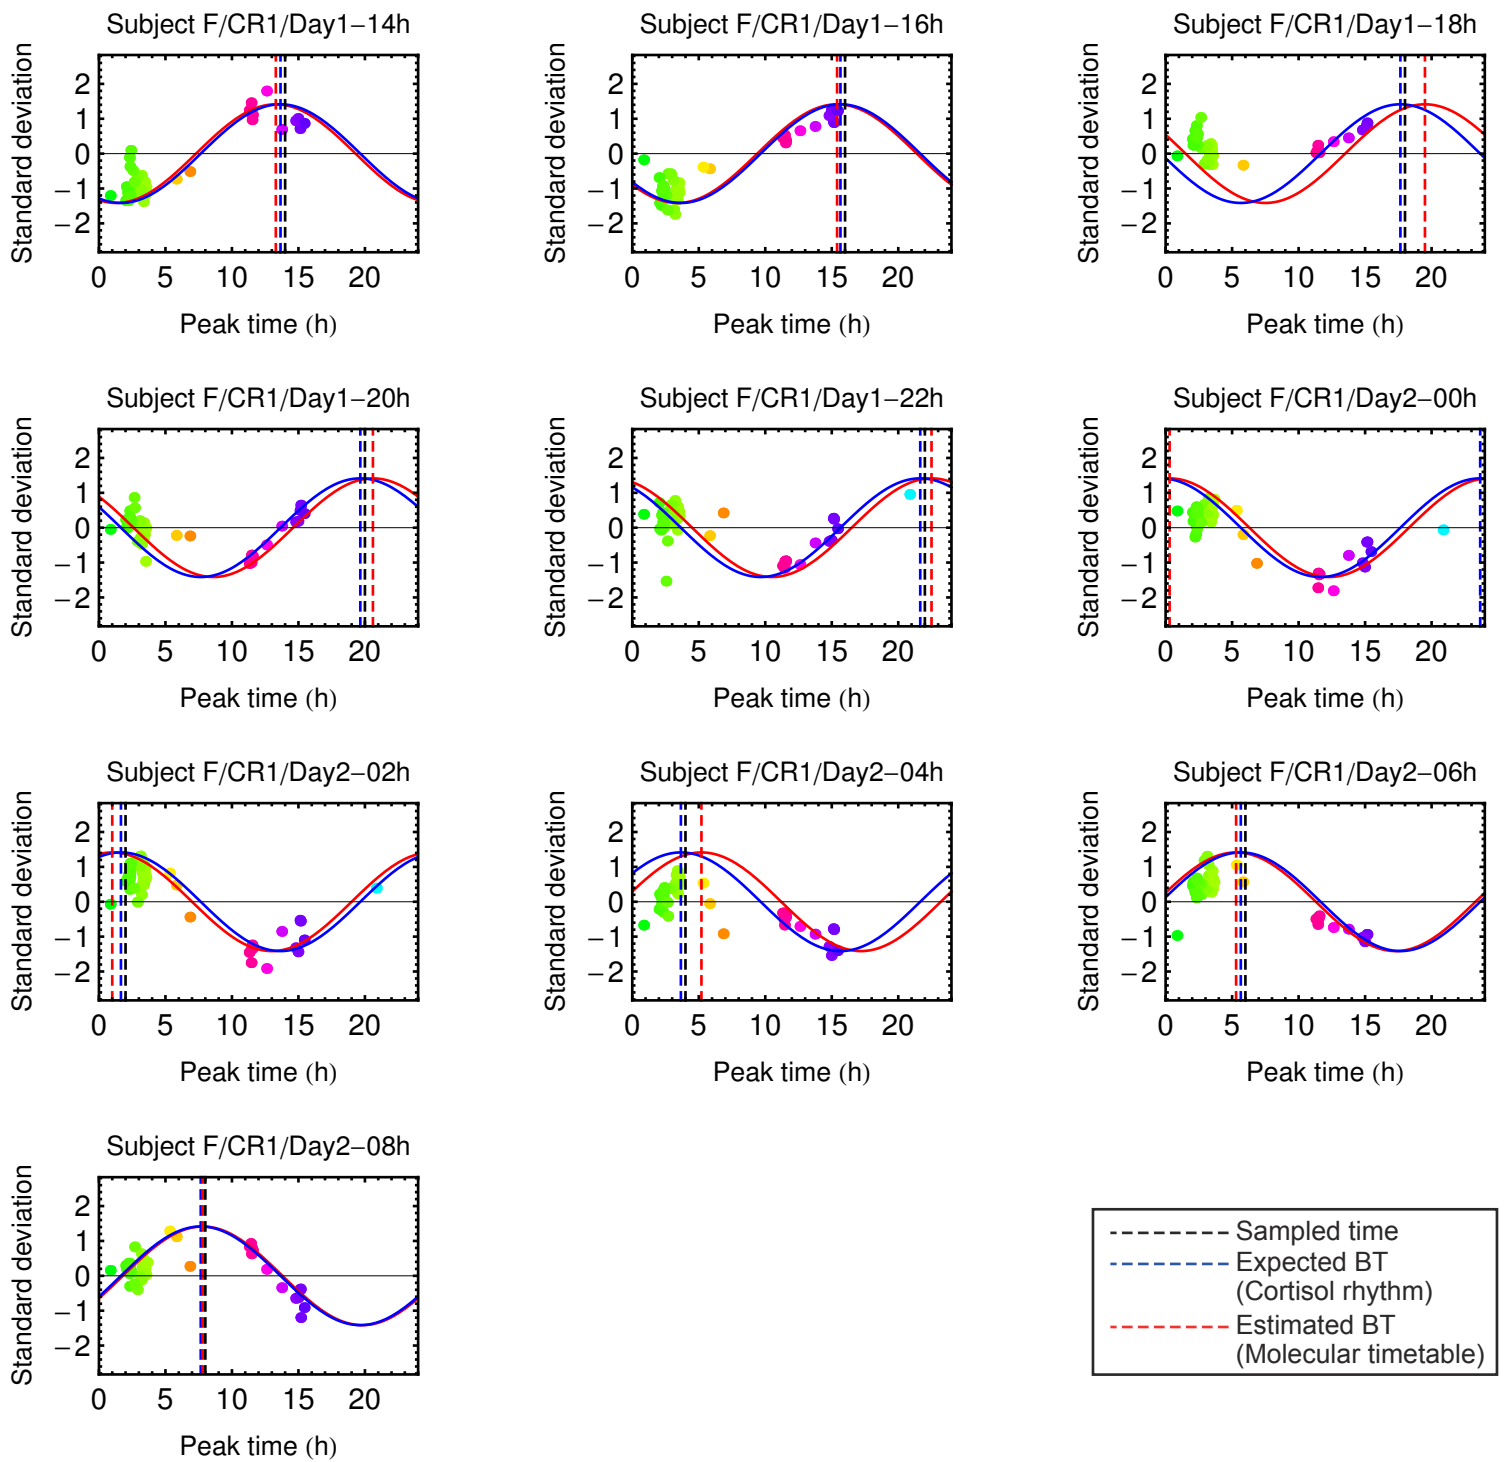 Subject F/CR1/Day1−14h
Standard deviation
2
1
0
−1
−2
0 5 10 15 20
Peak time (h)
Subject F/CR1/Day1−16h
Standard deviation
2
1
0
−1
−2
0 5 10 15 20
Peak time (h)
Subject F/CR1/Day1−18h
Standard deviation
2
1
0
−1
−2
0 5 10 15 20
Peak time (h)
Subject F/CR1/Day1−20h
Standard deviation
2
1
0
−1
−2
0 5 10 15 20
Peak time (h)
Subject F/CR1/Day1−22h
Standard deviation
2
1
0
−1
−2
0 5 10 15 20
Peak time (h)
Subject F/CR1/Day2−00h
Standard deviation
2
1
0
−1
−2
0 5 10 15 20
Peak time (h)
Subject F/CR1/Day2−02h
Standard deviation
2
1
0
−1
−2
0 5 10 15 20
Peak time (h)
Subject F/CR1/Day2−04h
Standard deviation
2
1
0
−1
−2
0 5 10 15 20
Peak time (h)
Subject F/CR1/Day2−06h
Standard deviation
2
1
0
−1
−2
0 5 10 15 20
Peak time (h)
Subject F/CR1/Day2−08h
Standard deviation
2
1
0
−1
−2
0 5 10 15 20
Peak time (h)
Sampled time
Expected BT
(Cortisol rhythm)
Estimated BT
(Molecular timetable)